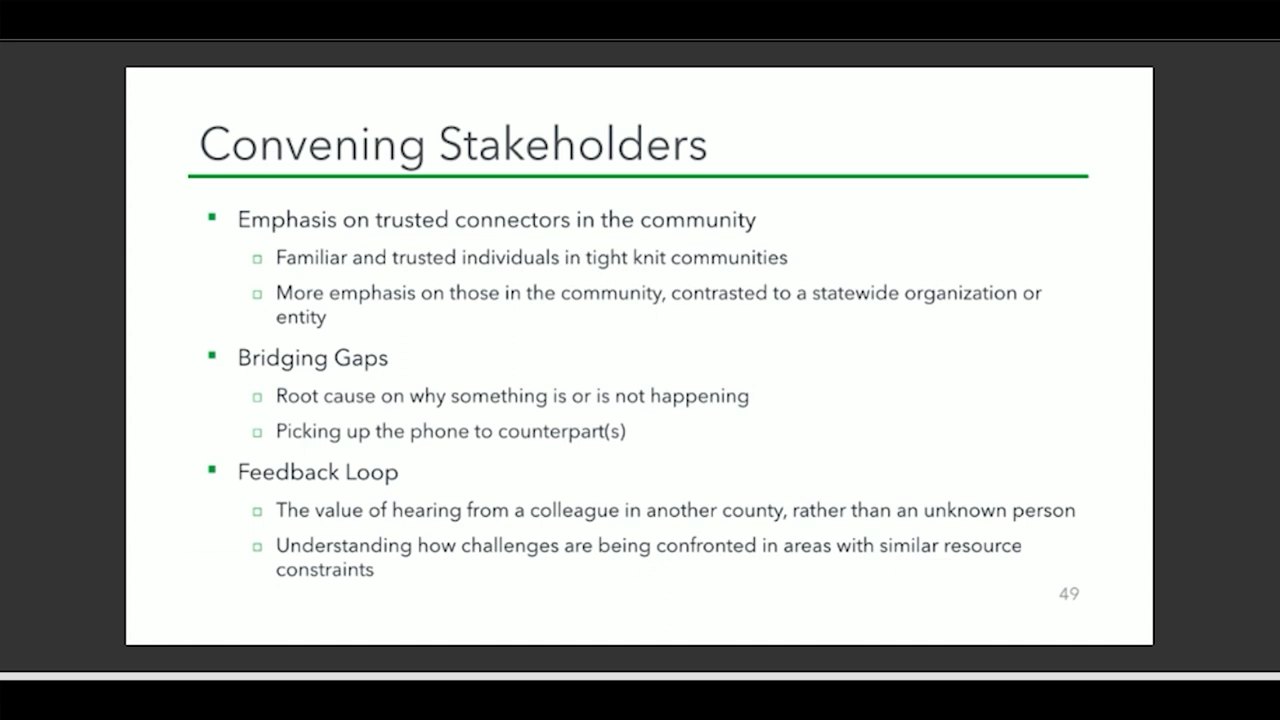 Convening Stakeholders
Emphasis on trusted connectors in the community
Familiar and trusted individuals in tight knit communities
More emphasis on those in the community, contrasted to a statewide organization or
entity
Bridging Gaps
Root cause on why something is or is not happening
Picking up the phone to counterpart(s)
Feedback Loop
The value of hearing from a colleague in another county, rather than an unknown person
Understanding how challenges are being confronted in areas with similar resource
constraints
49